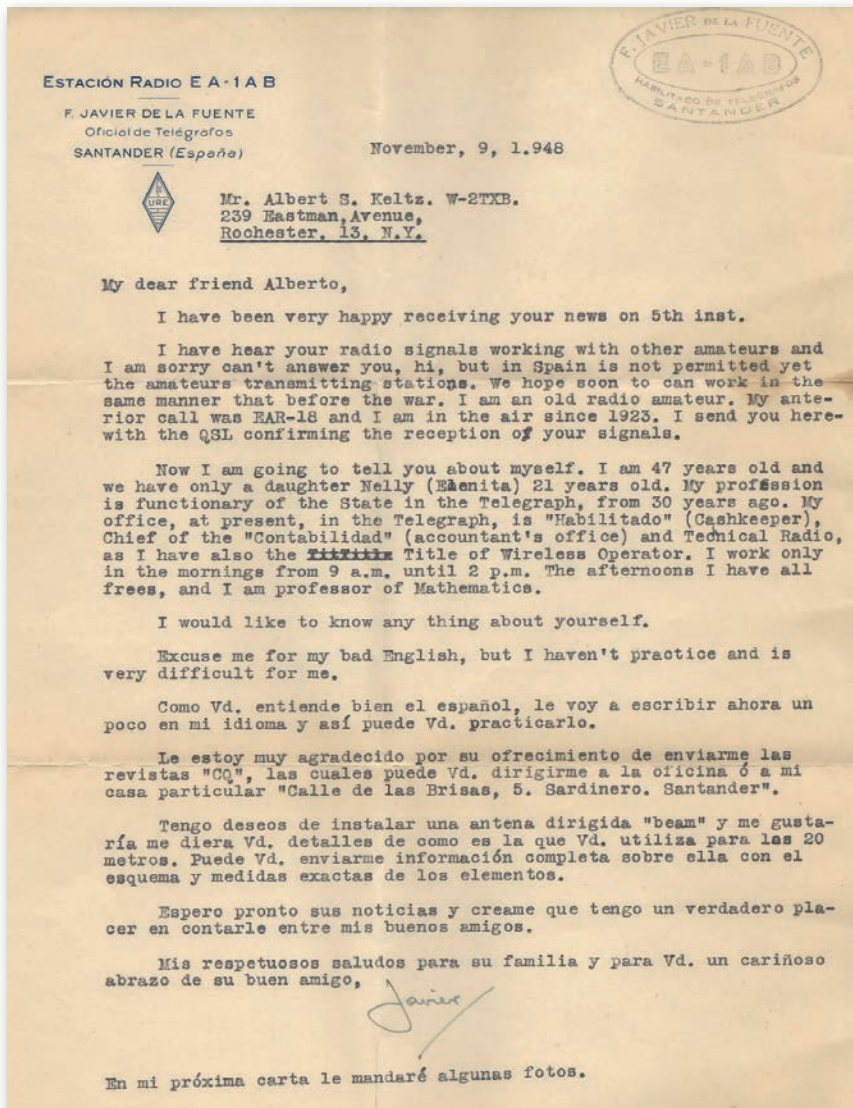 ESTACIÓN RADIO E A - 1 A B
F. JAVIER DE LA FUENTE
Oficial de Telégrafos
SANTANDER (España)
URE
F. JAVIER DE LA FUENTE
EA-1AB
HABILITADO DE TELEGRAFOS
SANTANDER
November, 9, 1.948
Mr. Albert S. Keltz. W-2TXB.
239 Eastman,Avenue,
Rochester. 13. N.Y.
My dear friend Alberto,
I have been very happy receiving your news on 5th inst.
I have hear your radio signals working with other amateurs and
I am sorry can't answer you, hi, but in Spain is not permitted yet
the amateurs transmitting stations. We hope soon to can work in the
same manner that before the war. I am an old radio amateur. My ante-
rior call was EAR-18 and I am in the air since 1923. I send you here-
with the QSL confirming the reception of your signals.
Now I am going to tell you about myself. I am 47 years old and
we have only a daughter Nelly (Elenita) 21 years old. My profession
is functionary of the State in the Telegraph, from 30 years ago. My
office, at present, in the Telegraph, is "Habilitado" (Cashkeeper),
Chief of the "Contabilidad" (accountant's office) and Technical Radio,
as I have also the Title of Wireless Operator. I work only
in the mornings from 9 a.m. until 2 p.m. The afternoons I have all
frees, and I am professor of Mathematics.
I would like to know any thing about yourself.
Excuse me for my bad English, but I haven't practice and is
very difficult for me.
Como Vd. entiende bien el español, le voy a escribir ahora un
poco en mi idioma y así puede Vd. practicarlo.
Le estoy muy agradecido por su ofrecimiento de enviarme las
revistas "CQ", las cuales puede Vd. dirigirme a la oficina ó a mi
casa particular "Calle de las Brisas, 5. Sardinero. Santander".
Tengo deseos de instalar una antena dirigida "beam" y me gusta-
ría me diera Vd. detalles de como es la que Vd. utiliza para los 20
metros. Puede Vd. enviarme información completa sobre ella con el
esquema y medidas exactas de los elementos.
Espero pronto sus noticias y creame que tengo un verdadero pla-
cer en contarle entre mis buenos amigos.
Mis respetuosos saludos para su familia y para Vd. un cariñoso
abrazo de su buen amigo,
Javier
En mi próxima carta le mandaré algunas fotos.